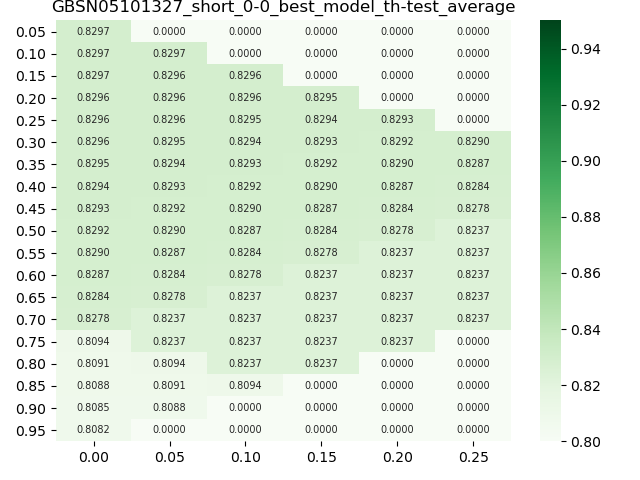 GBSN05101327_short_0-0_best_model_th-test_average
0.05 0.8297 0.0000 0.0000 0.0000 0.0000 0.0000
0.10 0.8297 0.8297 0.0000 0.0000 0.0000 0.0000
0.15 0.8297 0.8296 0.8296 0.0000 0.0000 0.0000
0.20 0.8296 0.8296 0.8296 0.8295 0.0000 0.0000
0.25 0.8296 0.8296 0.8295 0.8294 0.8293 0.0000
0.30 0.8296 0.8295 0.8294 0.8293 0.8292 0.8290
0.35 0.8295 0.8294 0.8293 0.8292 0.8290 0.8287
0.40 0.8294 0.8293 0.8292 0.8290 0.8287 0.8284
0.45 0.8293 0.8292 0.8290 0.8287 0.8284 0.8278
0.50 0.8292 0.8290 0.8287 0.8284 0.8278 0.8237
0.55 0.8290 0.8287 0.8284 0.8278 0.8237 0.8237
0.60 0.8287 0.8284 0.8278 0.8237 0.8237 0.8237
0.65 0.8284 0.8278 0.8237 0.8237 0.8237 0.8237
0.70 0.8278 0.8237 0.8237 0.8237 0.8237 0.8237
0.75 0.8094 0.8237 0.8237 0.8237 0.8237 0.0000
0.80 0.8091 0.8094 0.8237 0.8237 0.0000 0.0000
0.85 0.8088 0.8091 0.8094 0.0000 0.0000 0.0000
0.90 0.8085 0.8088 0.0000 0.0000 0.0000 0.0000
0.95 0.8082 0.0000 0.0000 0.0000 0.0000 0.0000
0.00 0.05 0.10 0.15 0.20 0.25
0.94
0.92
0.90
0.88
0.86
0.84
0.82
0.80